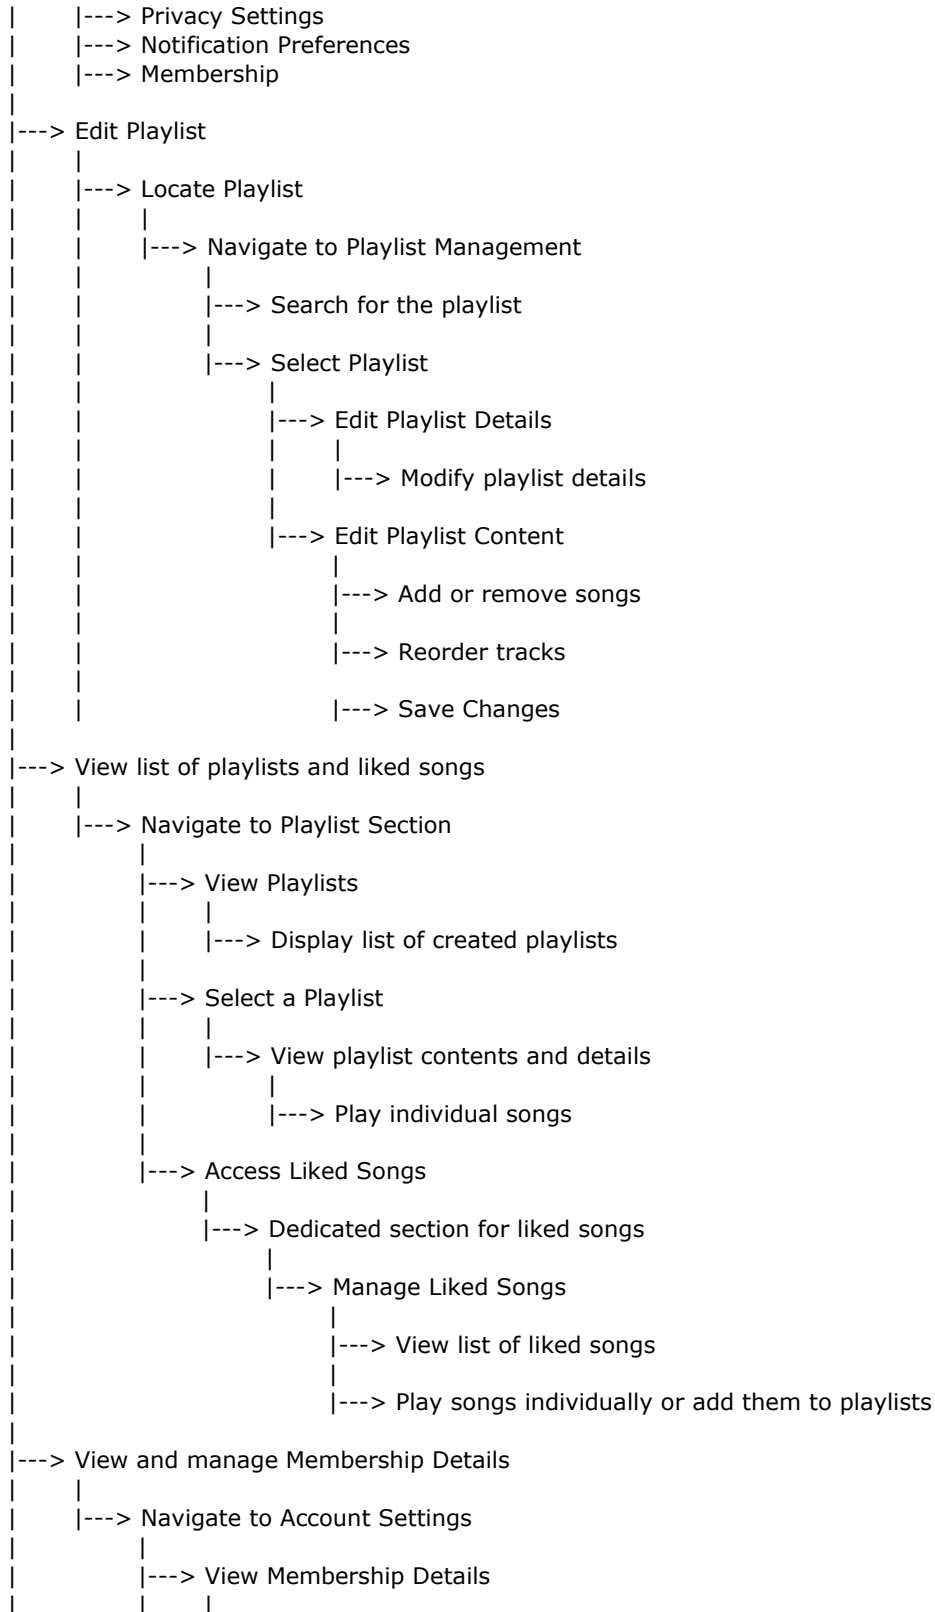 |        |---> Privacy Settings
|        |---> Notification Preferences
|        |---> Membership
|
|---> Edit Playlist
|        |
|        |---> Locate Playlist
|        |        |
|        |        |---> Navigate to Playlist Management
|        |                 |
|        |                 |---> Search for the playlist
|        |                 |
|        |                 |---> Select Playlist
|        |                          |
|        |                          |---> Edit Playlist Details
|        |                          |        |
|        |                          |        |---> Modify playlist details
|        |                          |
|        |                          |---> Edit Playlist Content
|        |                                   |
|        |                                   |---> Add or remove songs
|        |                                   |
|        |                                   |---> Reorder tracks
|        |
|        |                                   |---> Save Changes
|
|---> View list of playlists and liked songs
|        |
|        |---> Navigate to Playlist Section
|                 |
|                 |---> View Playlists
|                 |        |
|                 |        |---> Display list of created playlists
|                 |
|                 |---> Select a Playlist
|                 |        |
|                 |        |---> View playlist contents and details
|                 |                 |
|                 |                 |---> Play individual songs
|                 |
|                 |---> Access Liked Songs
|                          |
|                          |---> Dedicated section for liked songs
|                                   |
|                                   |---> Manage Liked Songs
|                                            |
|                                            |---> View list of liked songs
|                                            |
|                                            |---> Play songs individually or add them to playlists
|
|---> View and manage Membership Details
|        |
|        |---> Navigate to Account Settings
|                 |
|                 |---> View Membership Details
|                 |        |